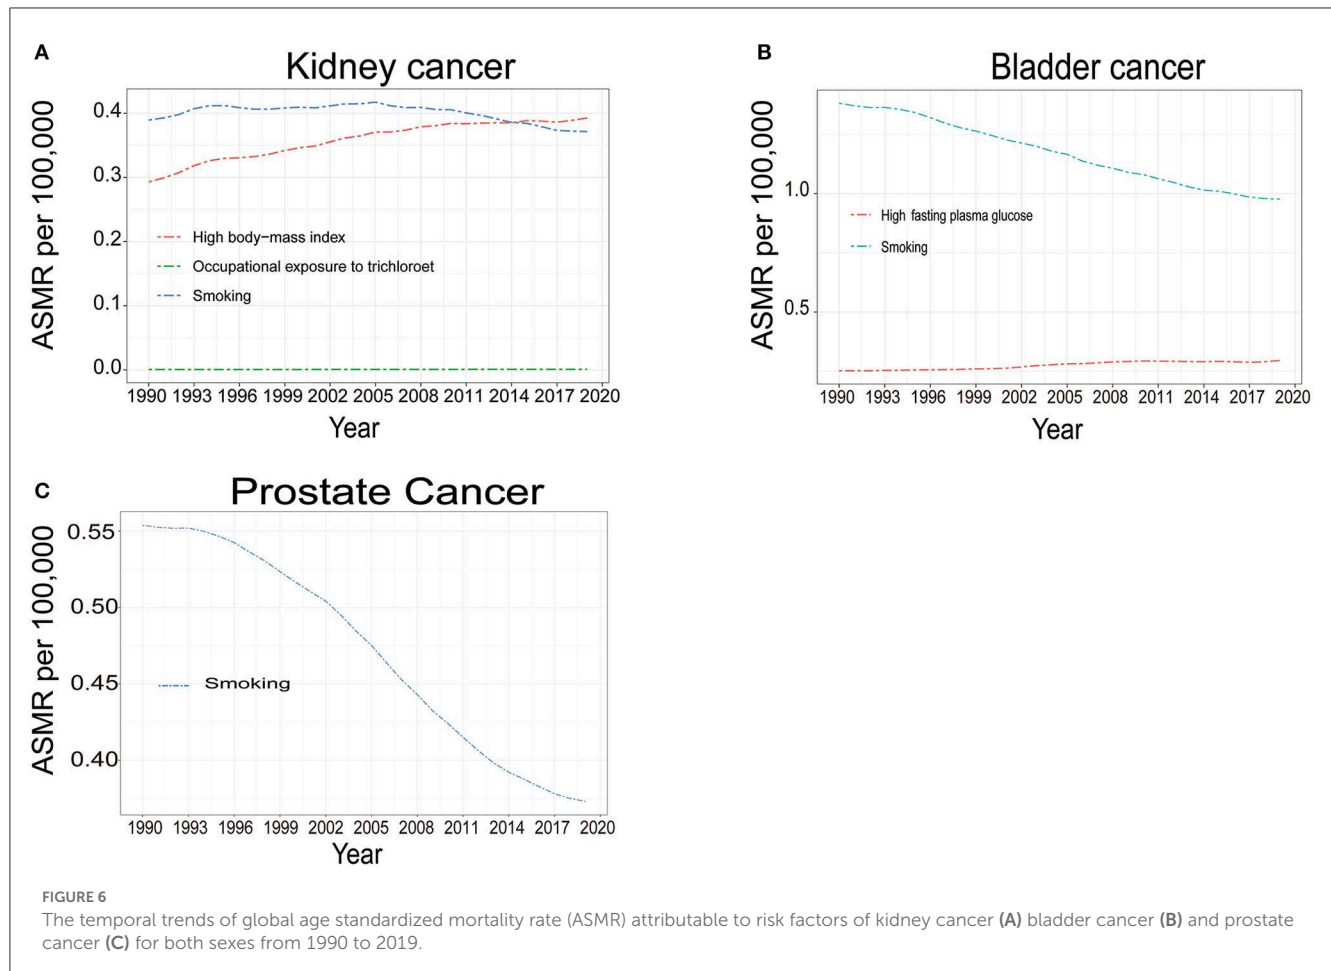 A
Kidney cancer
ASMR per 100,000
0.4
0.3
0.2
0.1
0.0
High body-mass index
Occupational exposure to trichloroet
Smoking
1990 1993 1996 1999 2002 2005 2008 2011 2014 2017 2020
Year
B
Bladder cancer
ASMR per 100,000
1.0
0.5
High fasting plasma glucose
Smoking
1990 1993 1996 1999 2002 2005 2008 2011 2014 2017 2020
Year
C
Prostate Cancer
ASMR per 100,000
0.55
0.50
0.45
0.40
Smoking
1990 1993 1996 1999 2002 2005 2008 2011 2014 2017 2020
Year
FIGURE 6
The temporal trends of global age standardized mortality rate (ASMR) attributable to risk factors of kidney cancer (A) bladder cancer (B) and prostate
cancer (C) for both sexes from 1990 to 2019.